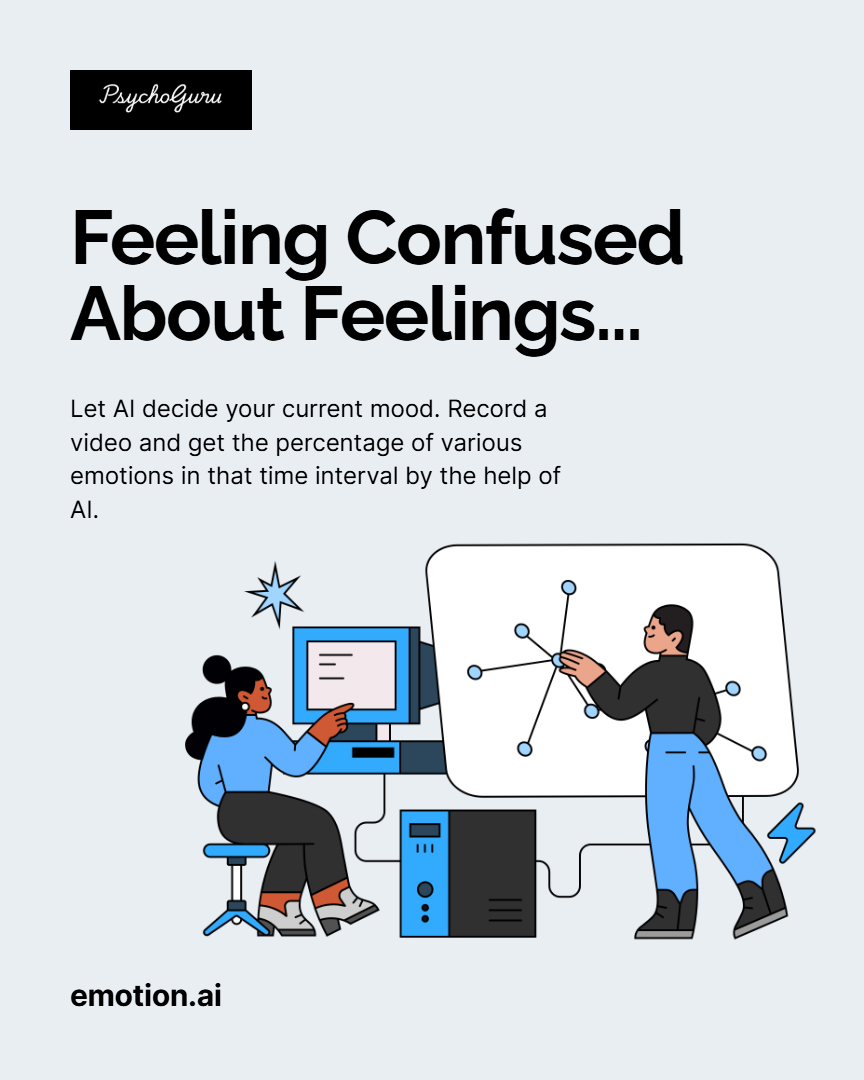 PsychoGuru
Feeling Confused
About Feelings...
Let AI decide your current mood. Record a
video and get the percentage of various
emotions in that time interval by the help of
AI.
emotion.ai